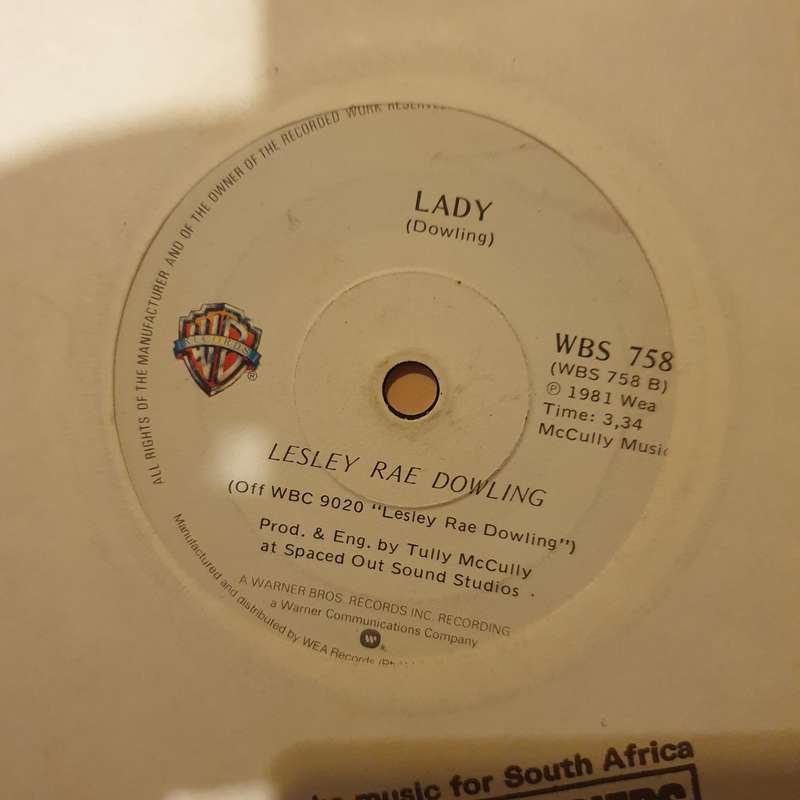 ALL RIGHTS OF THE MANUFACTURER AND OF THE OWNER OF THE RECORDED WORK RESERVED
LADY
(Dowling)
WB
RECORDS
®
WBS 758
(WBS 758 B)
℗ 1981 Wea
Time: 3,34
McCully Music
LESLEY RAE DOWLING
(Off WBC 9020 "Lesley Rae Dowling")
Prod. & Eng. by Tully McCully
at Spaced Out Sound Studios .
A WARNER BROS. RECORDS INC. RECORDING
a Warner Communications Company
Manufactured and distributed by WEA Records
music for South Africa